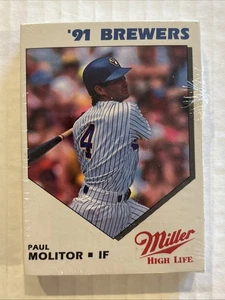 '91 BREWERS
4
PAUL
MOLITOR ▪ IF
Miller
HIGH LIFE